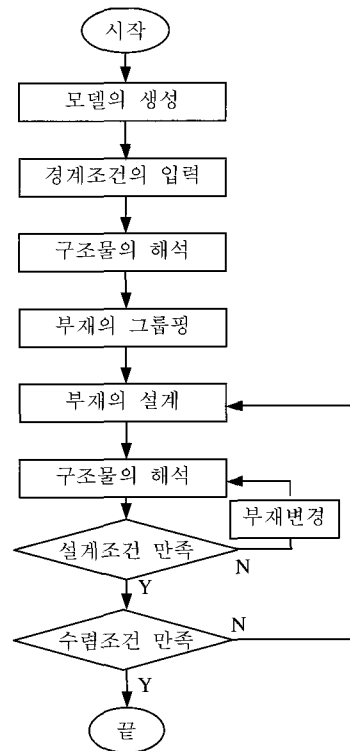 시작
모델의 생성
경계조건의 입력
구조물의 해석
부재의 그룹핑
부재의 설계
구조물의 해석
부재변경
설계조건 만족
N
Y
수렴조건 만족
N
Y
끝